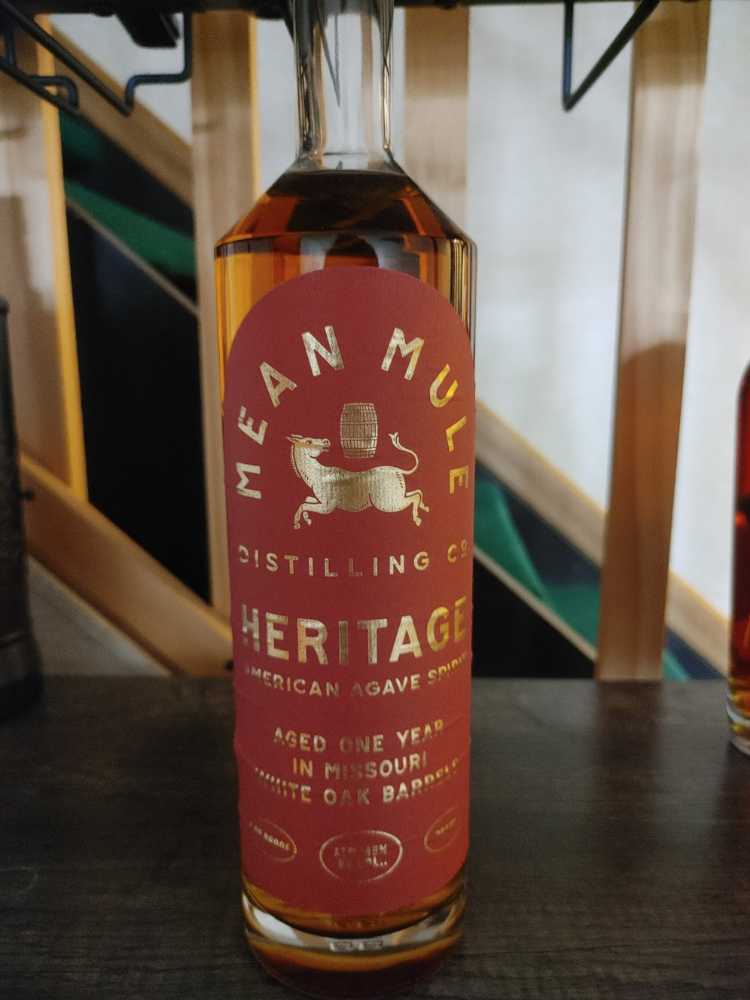 MEAN MULE
DISTILLING Cº
HERITAGE
AMERICAN AGAVE SPIRIT
AGED ONE YEAR
IN MISSOURI
WHITE OAK BARRELS